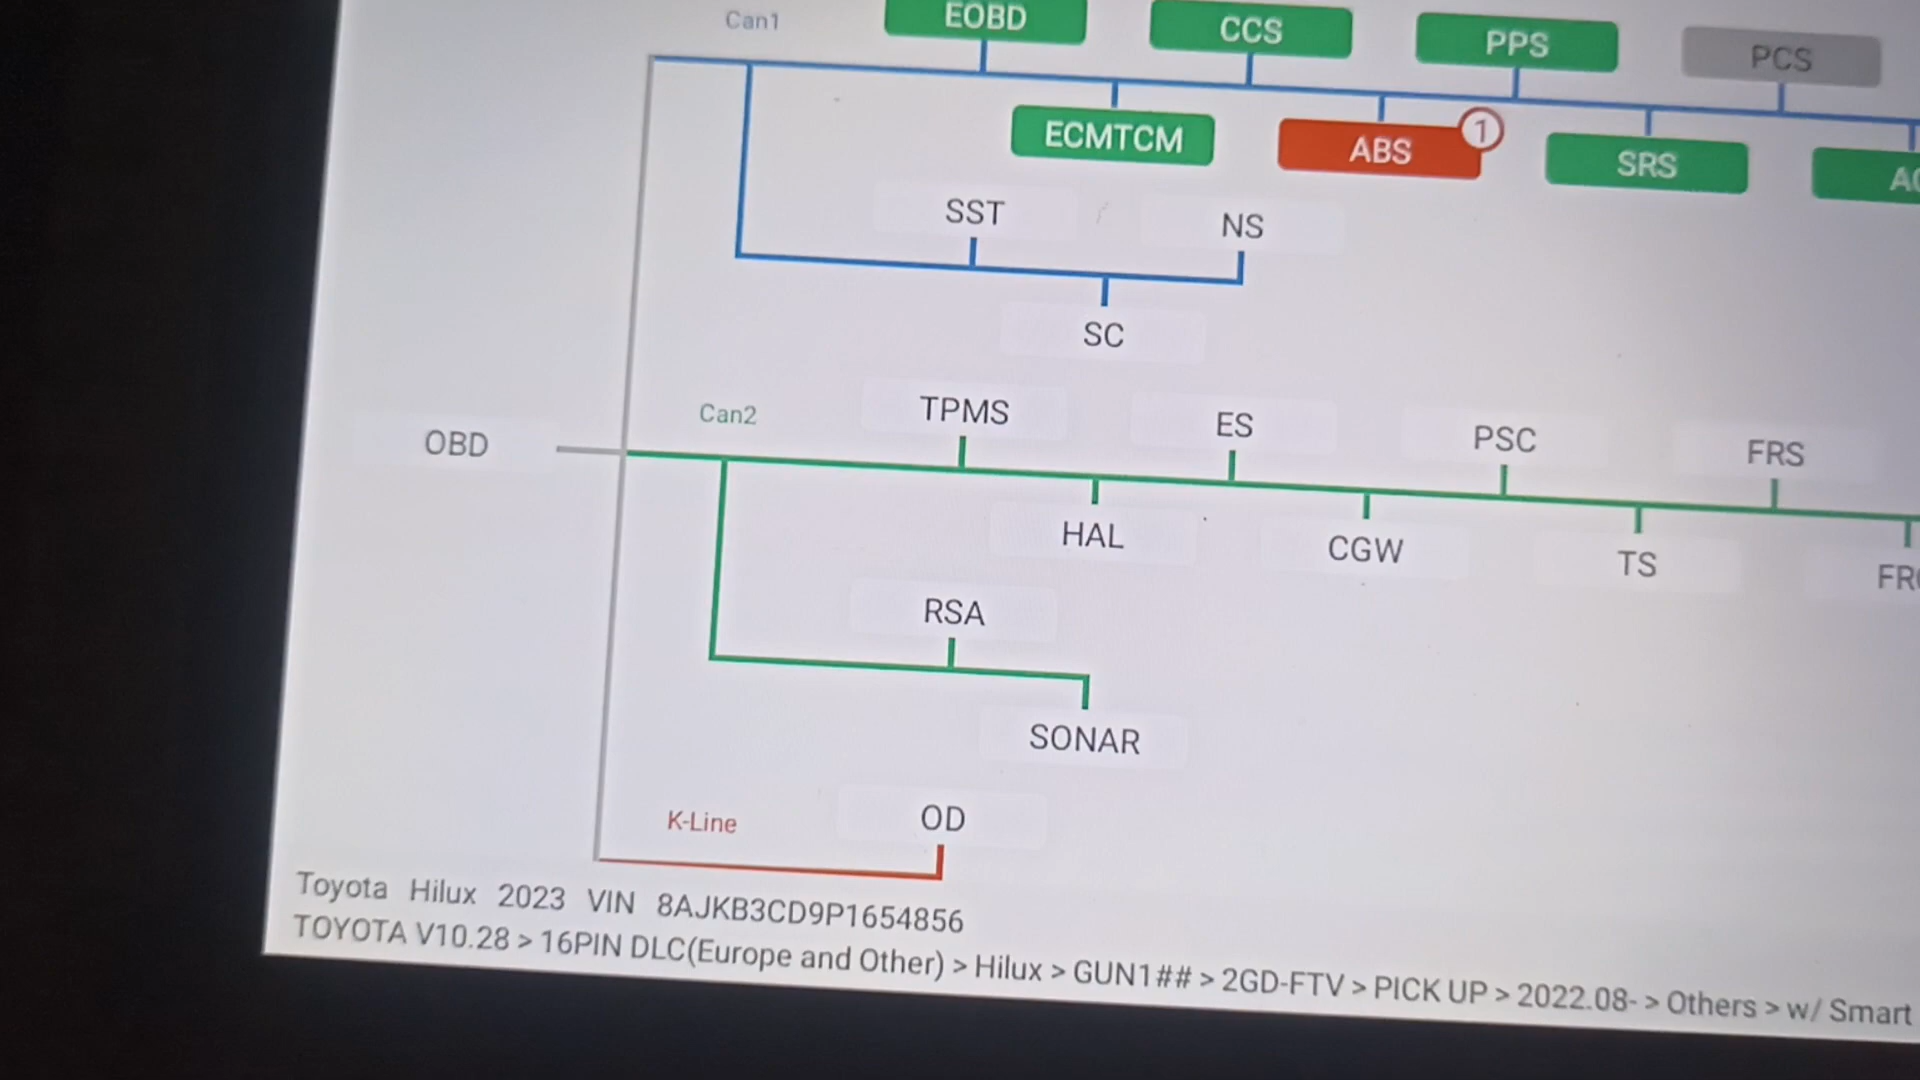 Can1
EOBD
CCS
PPS
PCS
ECMTCM
ABS
1
SRS
SST
NS
SC
Can2
TPMS
ES
PSC
FRS
OBD
HAL
CGW
TS
RSA
SONAR
K-Line
OD
Toyota Hilux 2023 VIN 8AJKB3CD9P1654856
TOYOTA V10.28 > 16PIN DLC(Europe and Other) > Hilux > GUN1## > 2GD-FTV > PICK UP > 2022.08- > Others > w/ Smart